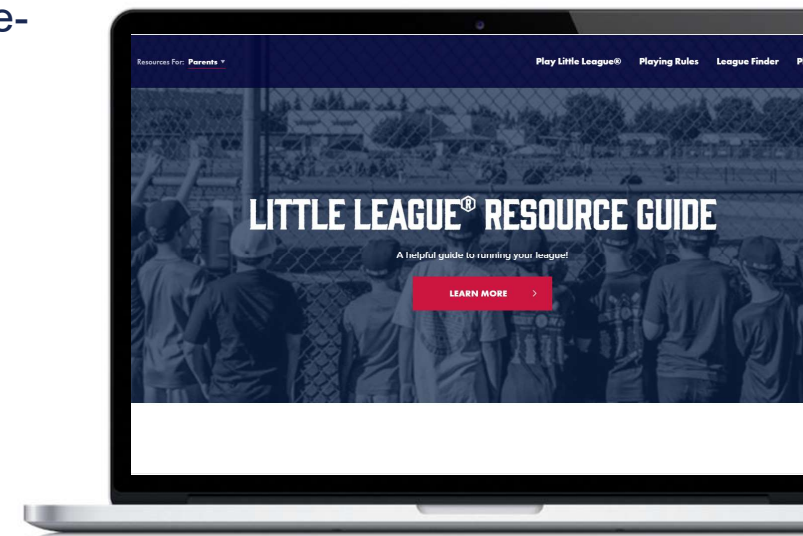 e-
Resources For: Parents
Play Little League® Playing Rules League Finder P
LITTLE LEAGUE® RESOURCE GUIDE
A helpful guide to running your league!
LEARN MORE >